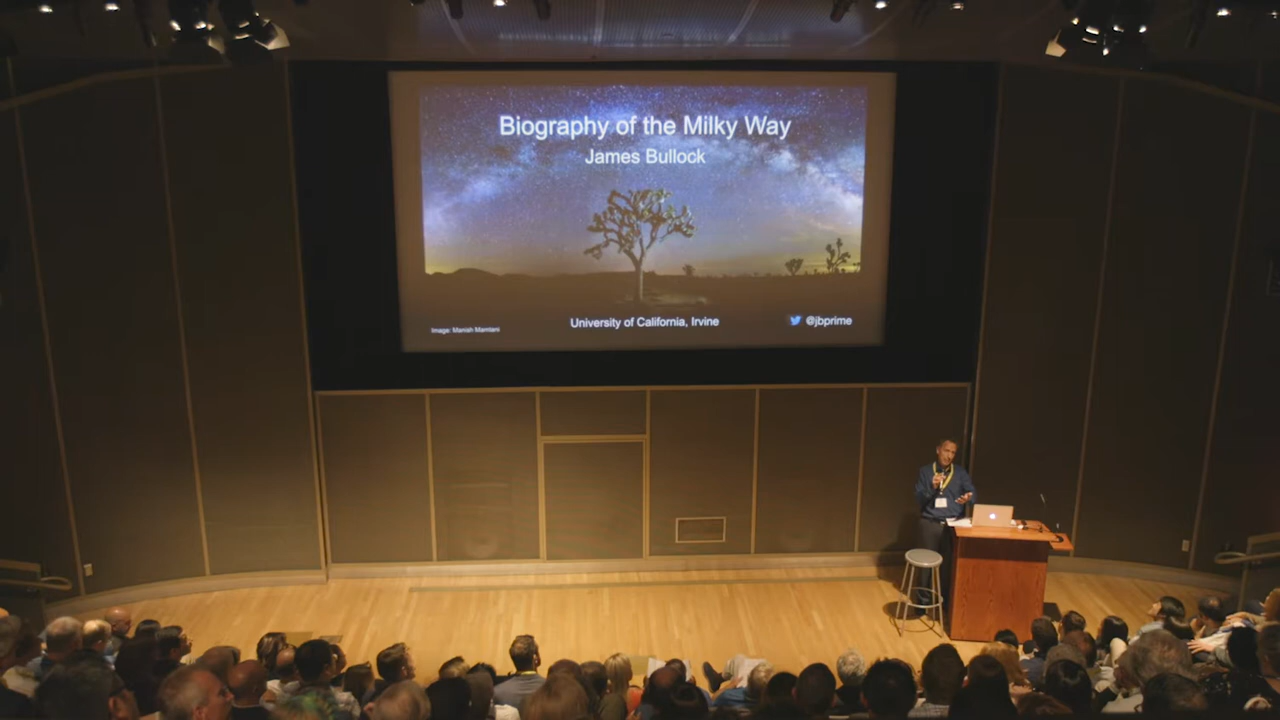 Biography of the Milky Way
James Bullock
Image: Manish Mamtani
University of California, Irvine
@jbprime